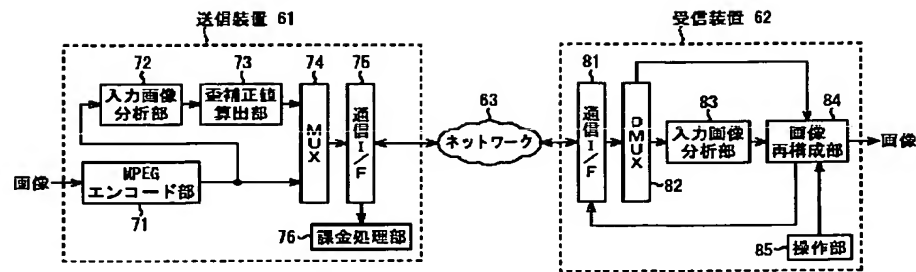 送信装置 61
受信装置 62
72
73
74
75
入力画像
分析部
歪補正値
算出部
MUX
通信I/F
画像
MPEG
エンコード部
71
76
課金処理部
63
ネットワーク
81
通信I/F
DMUX
82
83
入力画像
分析部
84
画像
再構成部
画像
85
操作部